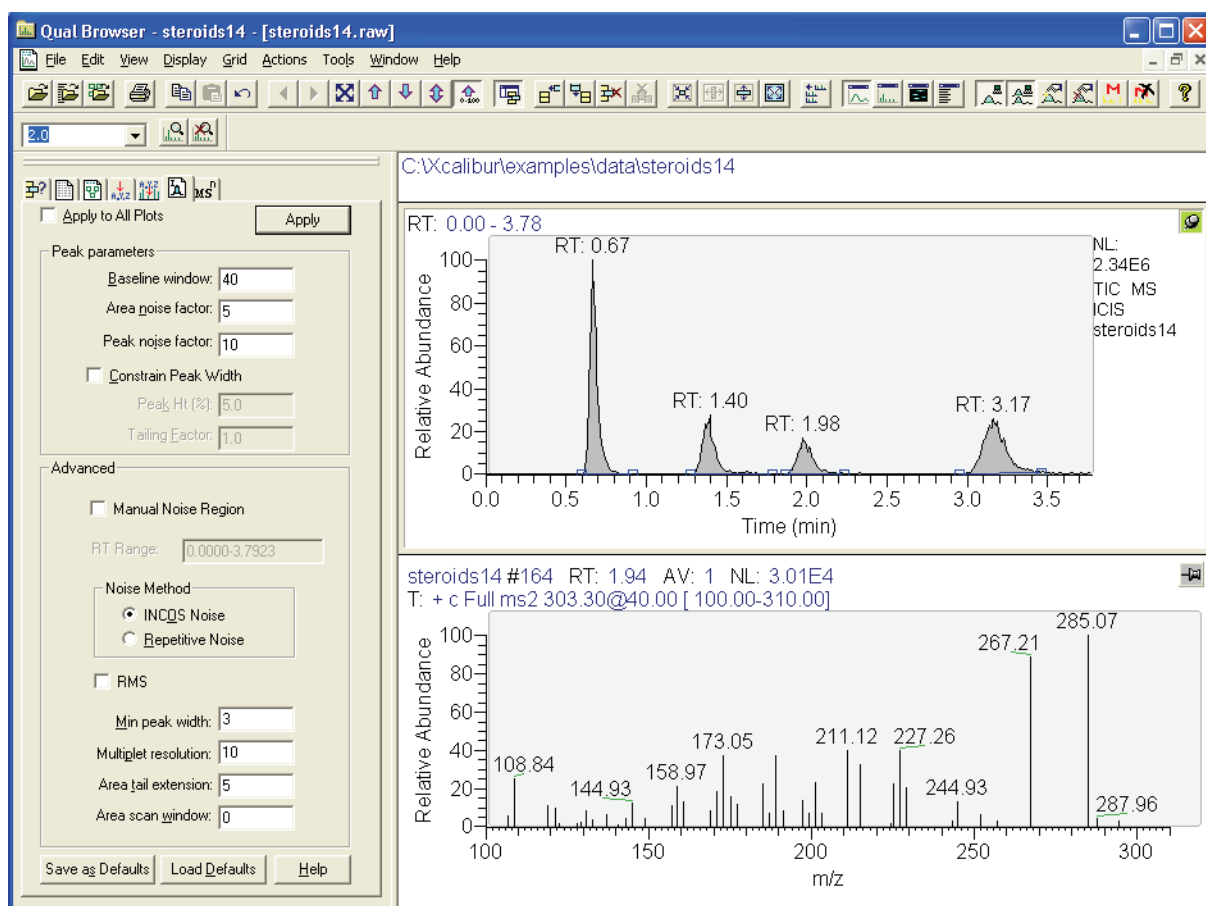 Qual Browser - steroids14 - [steroids14.raw]
File Edit View Display Grid Actions Tools Window Help
0-100
2.0
A,Y,Z A,Y,Z A MSⁿ
Apply to All Plots
Apply
Peak parameters
Baseline window: 40
Area noise factor: 5
Peak noise factor: 10
Constrain Peak Width
Peak Ht (%): 5.0
Tailing Factor: 1.0
Advanced
Manual Noise Region
RT Range: 0.0000-3.7923
Noise Method
INCOS Noise
Repetitive Noise
RMS
Min peak width: 3
Multiplet resolution: 10
Area tail extension: 5
Area scan window: 0
Save as Defaults Load Defaults Help
C:\Xcalibur\examples\data\steroids14
RT: 0.00 - 3.78
RT: 0.67
RT: 1.40
RT: 1.98
RT: 3.17
NL:
2.34E6
TIC MS
ICIS
steroids14
Relative Abundance
100
80
60
40
20
0
0.0 0.5 1.0 1.5 2.0 2.5 3.0 3.5
Time (min)
steroids14 #164 RT: 1.94 AV: 1 NL: 3.01E4
T: + c Full ms2 303.30@40.00 [ 100.00-310.00]
Relative Abundance
100
80
60
40
20
0
108.84
144.93
158.97
173.05
211.12
227.26
244.93
267.21
285.07
287.96
100 150 200 250 300
m/z